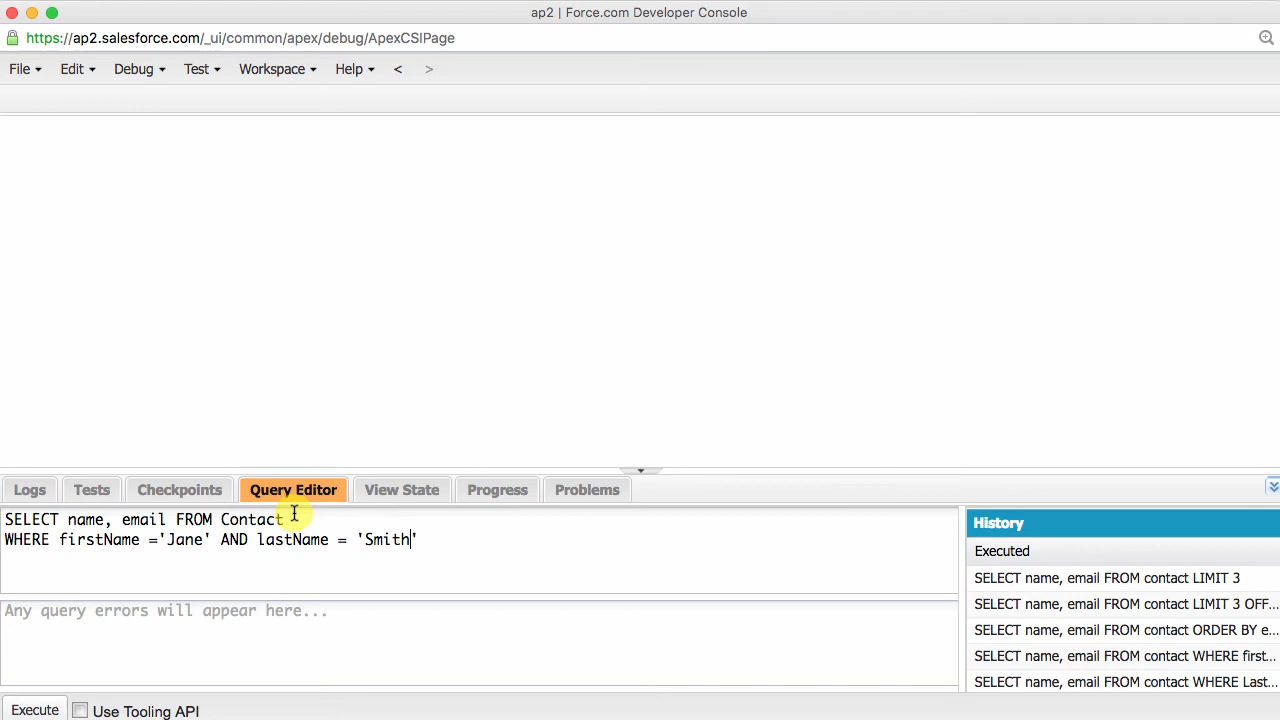 ap2 | Force.com Developer Console
https://ap2.salesforce.com/_ui/common/apex/debug/ApexCSIPage
File Edit Debug Test Workspace Help < >
Logs Tests Checkpoints Query Editor View State Progress Problems
SELECT name, email FROM Contact
WHERE firstName ='Jane' AND lastName = 'Smith'
Any query errors will appear here...
History
Executed
SELECT name, email FROM contact LIMIT 3
SELECT name, email FROM contact LIMIT 3 OFF...
SELECT name, email FROM contact ORDER BY e...
SELECT name, email FROM contact WHERE first...
SELECT name, email FROM contact WHERE Last...
Execute Use Tooling API